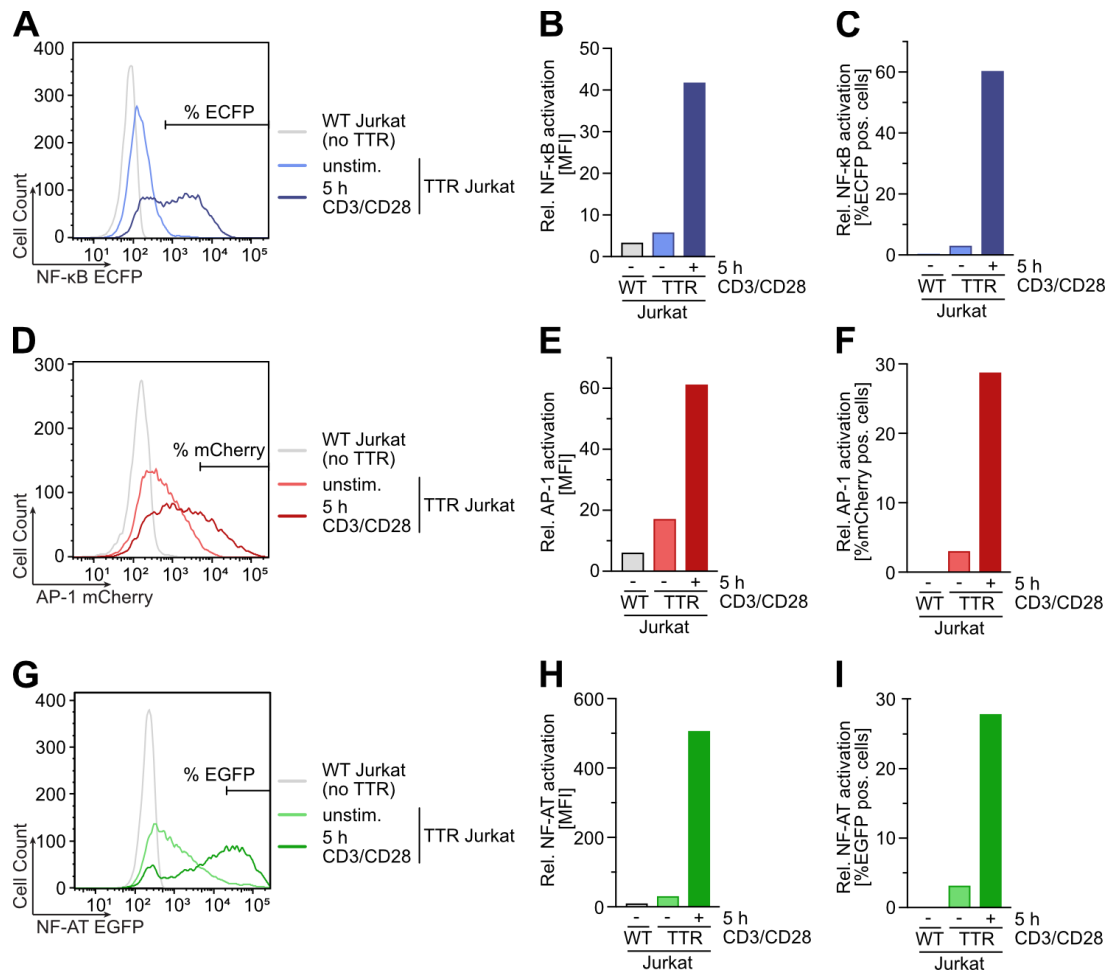 A
400
300
200
100
0
Cell Count
% ECFP
10¹ 10² 10³ 10⁴ 10⁵
NF-κB ECFP
WT Jurkat
(no TTR)
unstim.
5 h
CD3/CD28
TTR Jurkat
B
Rel. NF-κB activation
[MFI]
50
40
30
20
10
0
- - +
5 h
CD3/CD28
WT TTR
Jurkat
C
Rel. NF-κB activation
[%ECFP pos. cells]
60
40
20
0
- - +
5 h
CD3/CD28
WT TTR
Jurkat
D
300
200
100
0
Cell Count
% mCherry
10¹ 10² 10³ 10⁴ 10⁵
AP-1 mCherry
WT Jurkat
(no TTR)
unstim.
5 h
CD3/CD28
TTR Jurkat
E
Rel. AP-1 activation
[MFI]
60
40
20
0
- - +
5 h
CD3/CD28
WT TTR
Jurkat
F
Rel. AP-1 activation
[%mCherry pos. cells]
30
20
10
0
- - +
5 h
CD3/CD28
WT TTR
Jurkat
G
400
300
200
100
0
Cell Count
% EGFP
10¹ 10² 10³ 10⁴ 10⁵
NF-AT EGFP
WT Jurkat
(no TTR)
unstim.
5 h
CD3/CD28
TTR Jurkat
H
Rel. NF-AT activation
[MFI]
600
400
200
0
- - +
5 h
CD3/CD28
WT TTR
Jurkat
I
Rel. NF-AT activation
[%EGFP pos. cells]
30
20
10
0
- - +
5 h
CD3/CD28
WT TTR
Jurkat